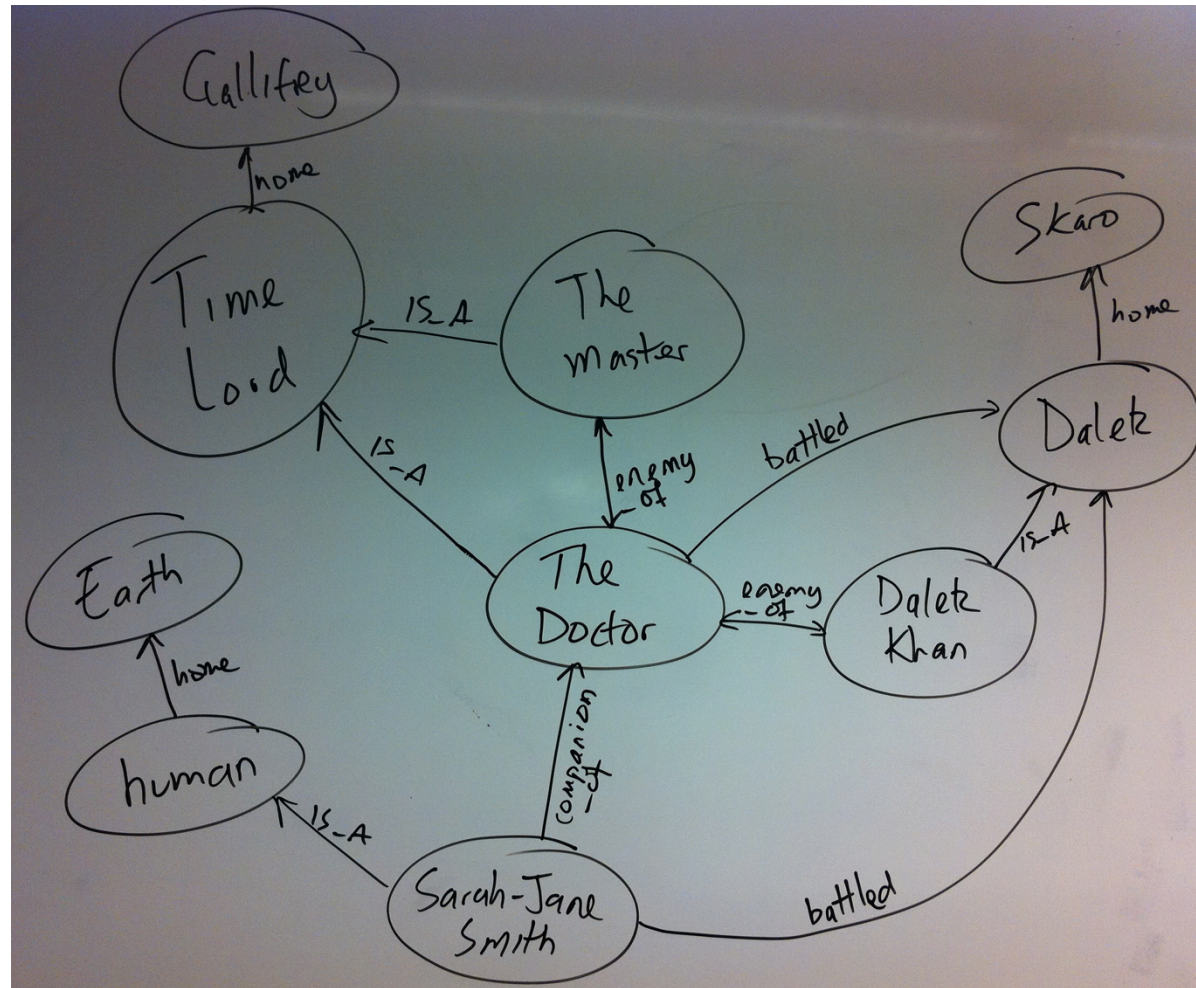 Gallifrey
home
Skaro
Time
Lord
IS_A
The
master
home
Dalek
IS_A
enemy
_of
battled
Earth
home
The
Doctor
enemy
_of
Dalek
Khan
IS_A
human
IS_A
companion
_of
Sarah-Jane
Smith
battled